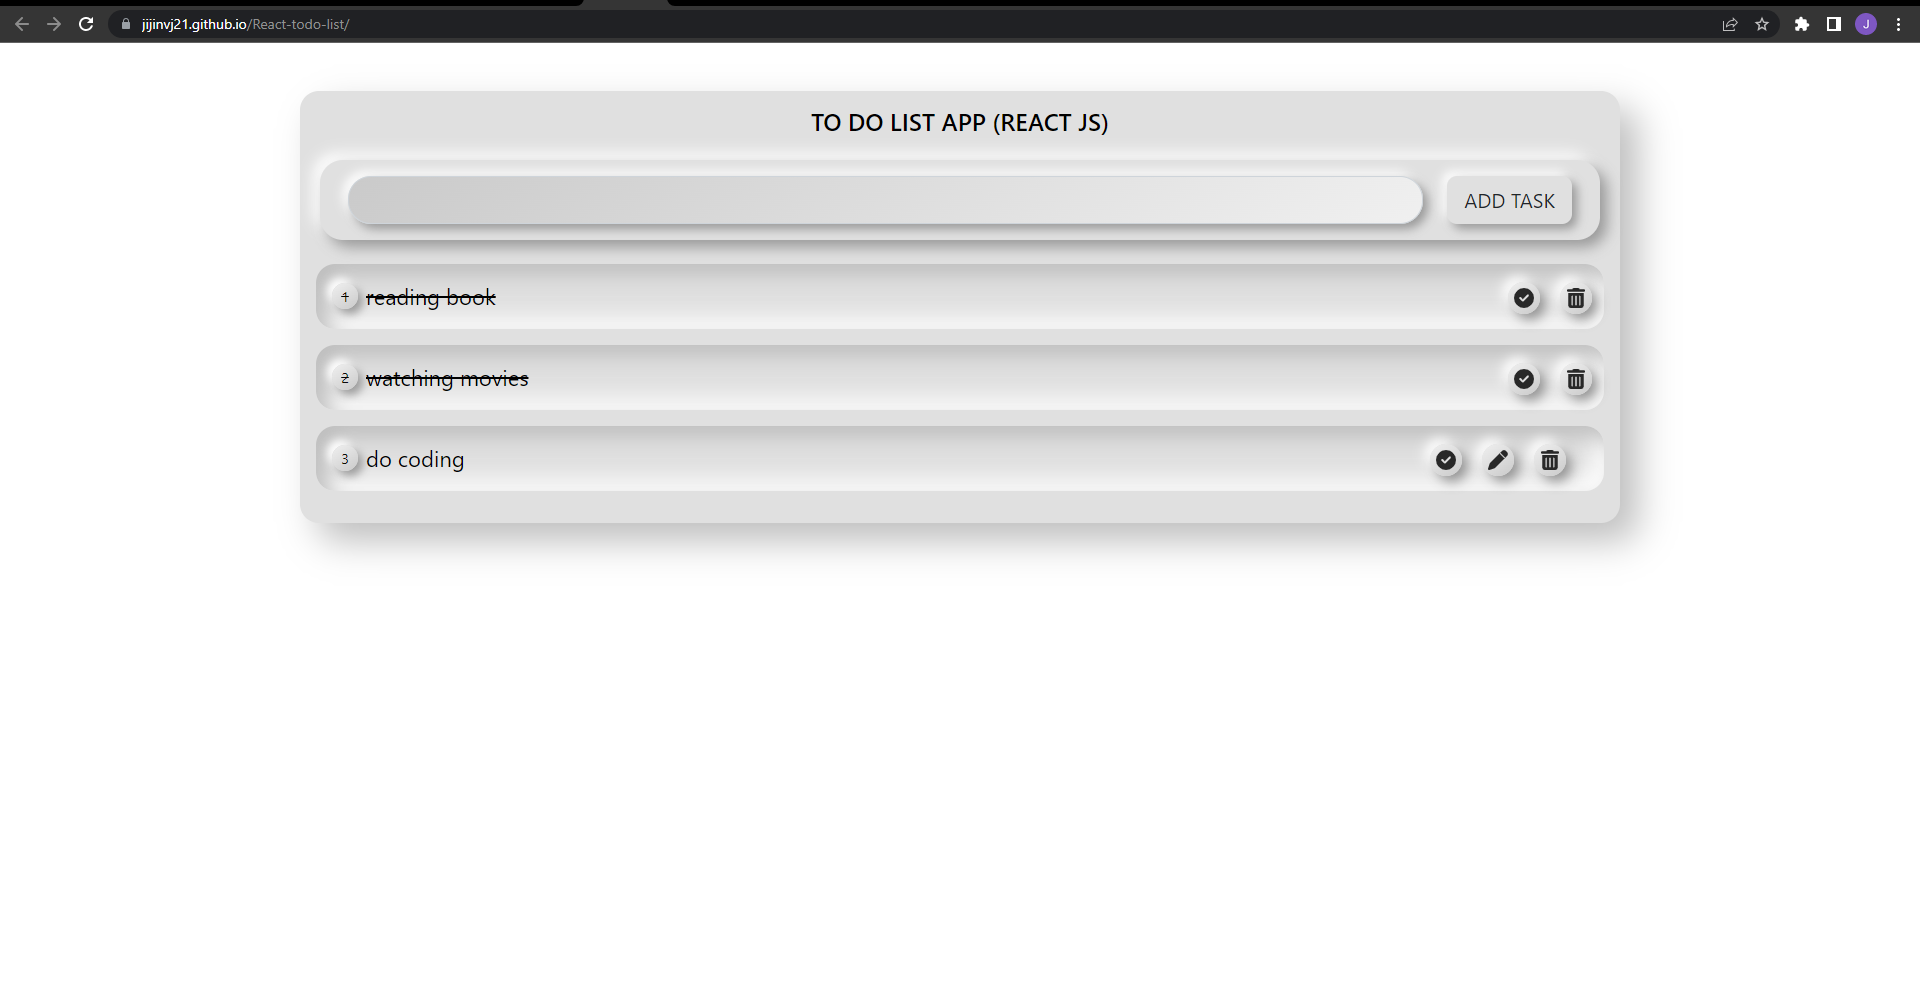 jijinvj21.github.io/React-todo-list/
J
TO DO LIST APP (REACT JS)
ADD TASK
1 reading book
2 watching movies
3 do coding